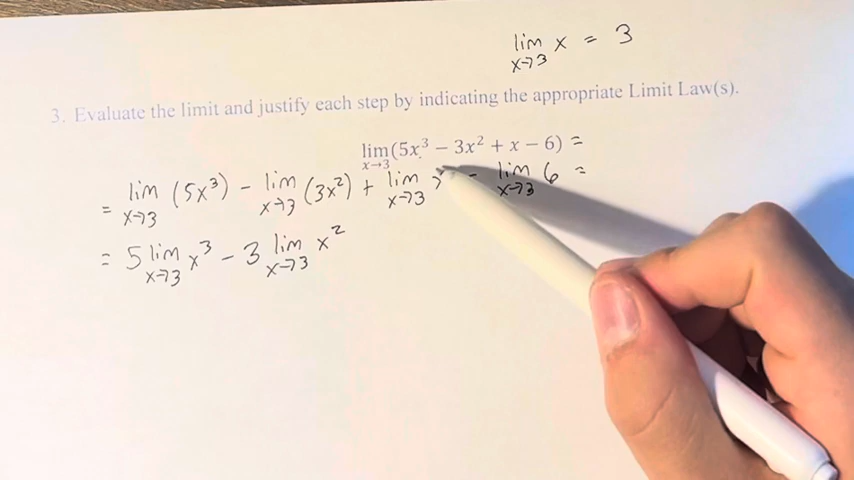 lim x = 3
x→3
3. Evaluate the limit and justify each step by indicating the appropriate Limit Law(s).
lim(5x³ − 3x² + x − 6) =
x→3
= lim (5x³) − lim (3x²) + lim − lim 6 =
x→3 x→3 x→3 x→3
= 5 lim x³ − 3 lim x²
x→3 x→3